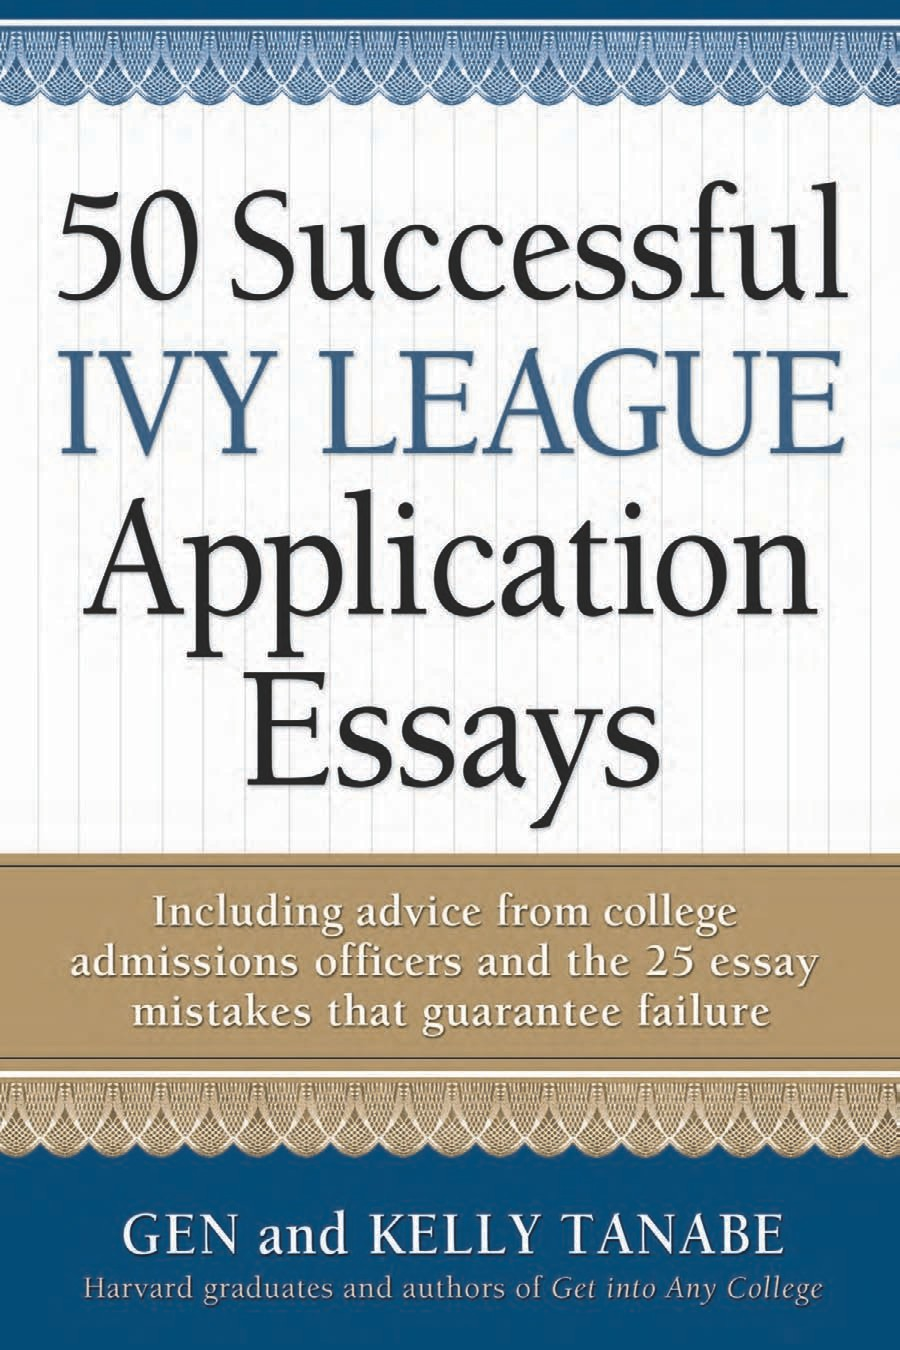 50 Successful
IVY LEAGUE
Application
Essays
Including advice from college
admissions officers and the 25 essay
mistakes that guarantee failure
GEN and KELLY TANABE
Harvard graduates and authors of Get into Any College